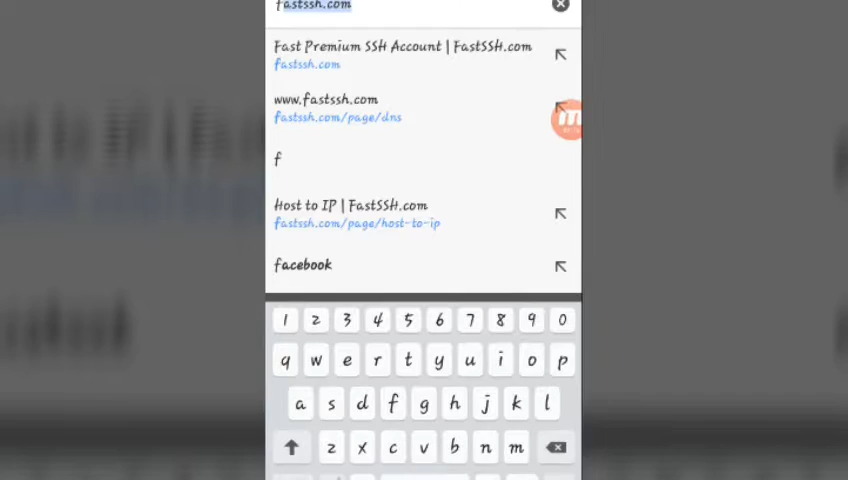 fastssh.com
Fast Premium SSH Account | FastSSH.com
fastssh.com
www.fastssh.com
fastssh.com/page/dns
f
Host to IP | FastSSH.com
fastssh.com/page/host-to-ip
facebook
1 2 3 4 5 6 7 8 9 0
q w e r t y u i o p
a s d f g h j k l
z x c v b n m